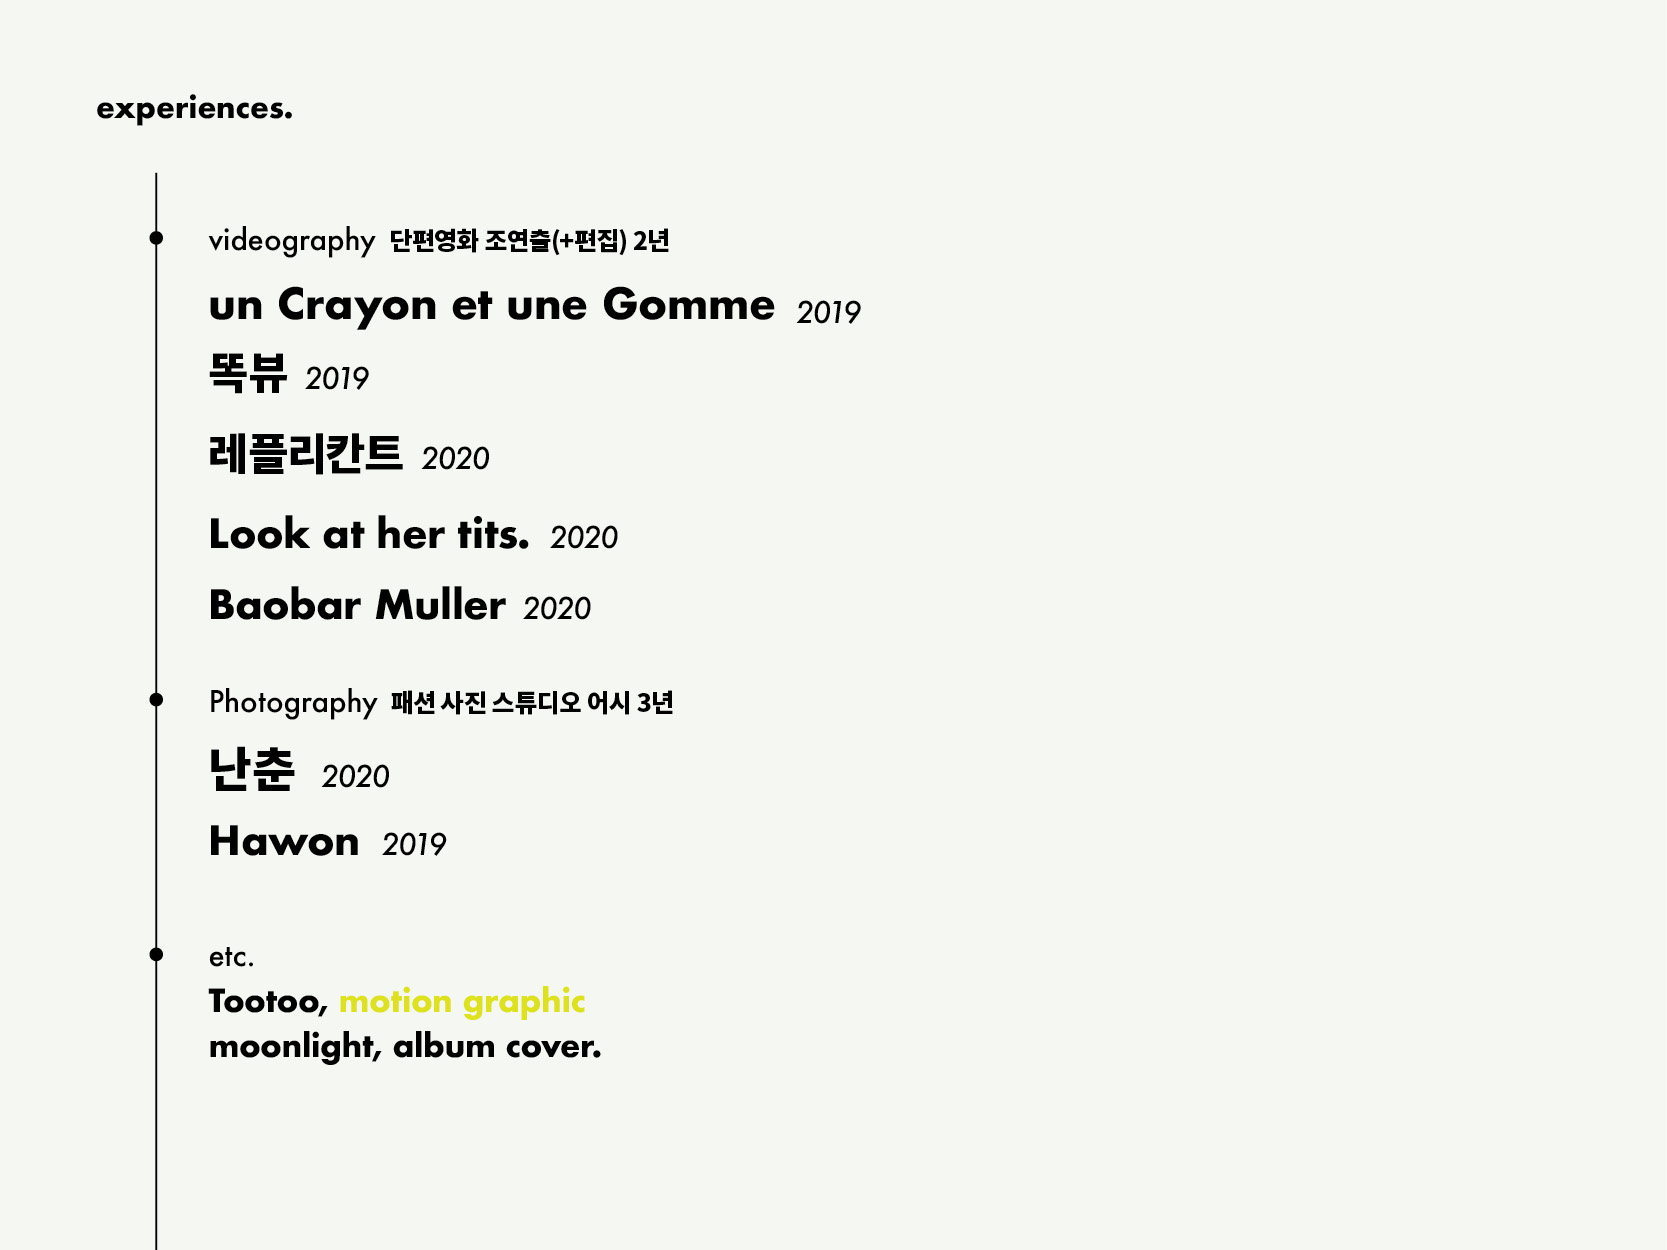 experiences.
videography 단편영화 조연출(+편집) 2년
un Crayon et une Gomme 2019
똑뷰 2019
레플리칸트 2020
Look at her tits. 2020
Baobar Muller 2020
Photography 패션 사진 스튜디오 어시 3년
난춘 2020
Hawon 2019
etc.
Tootoo, motion graphic
moonlight, album cover.